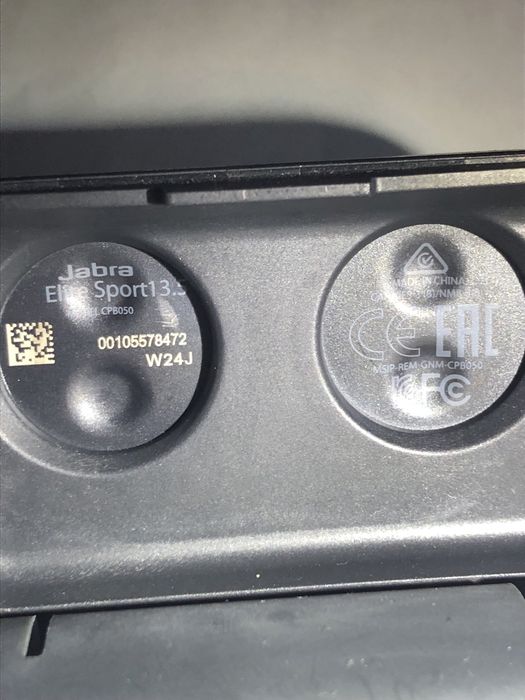 Jabra
Elite Sport13.5
CPB050
00105578472
W24J
MADE IN CHINA
CE EAC
MSIP-REM-GNM-CPB050
FC